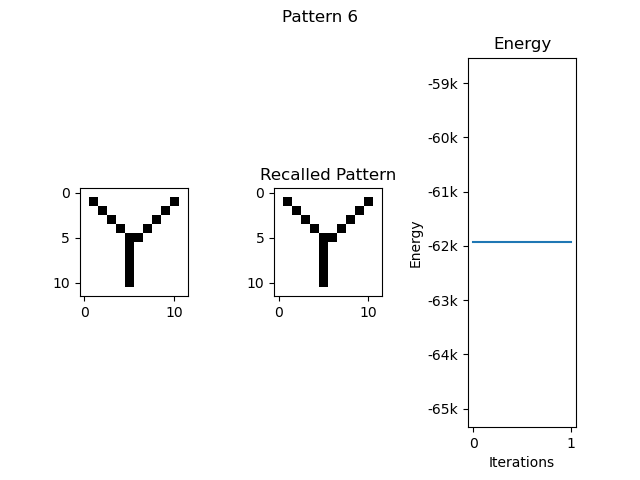 Pattern 6
0
5
10
0 10
Recalled Pattern
0
5
10
0 10
Energy
Energy
-59k
-60k
-61k
-62k
-63k
-64k
-65k
0 1
Iterations